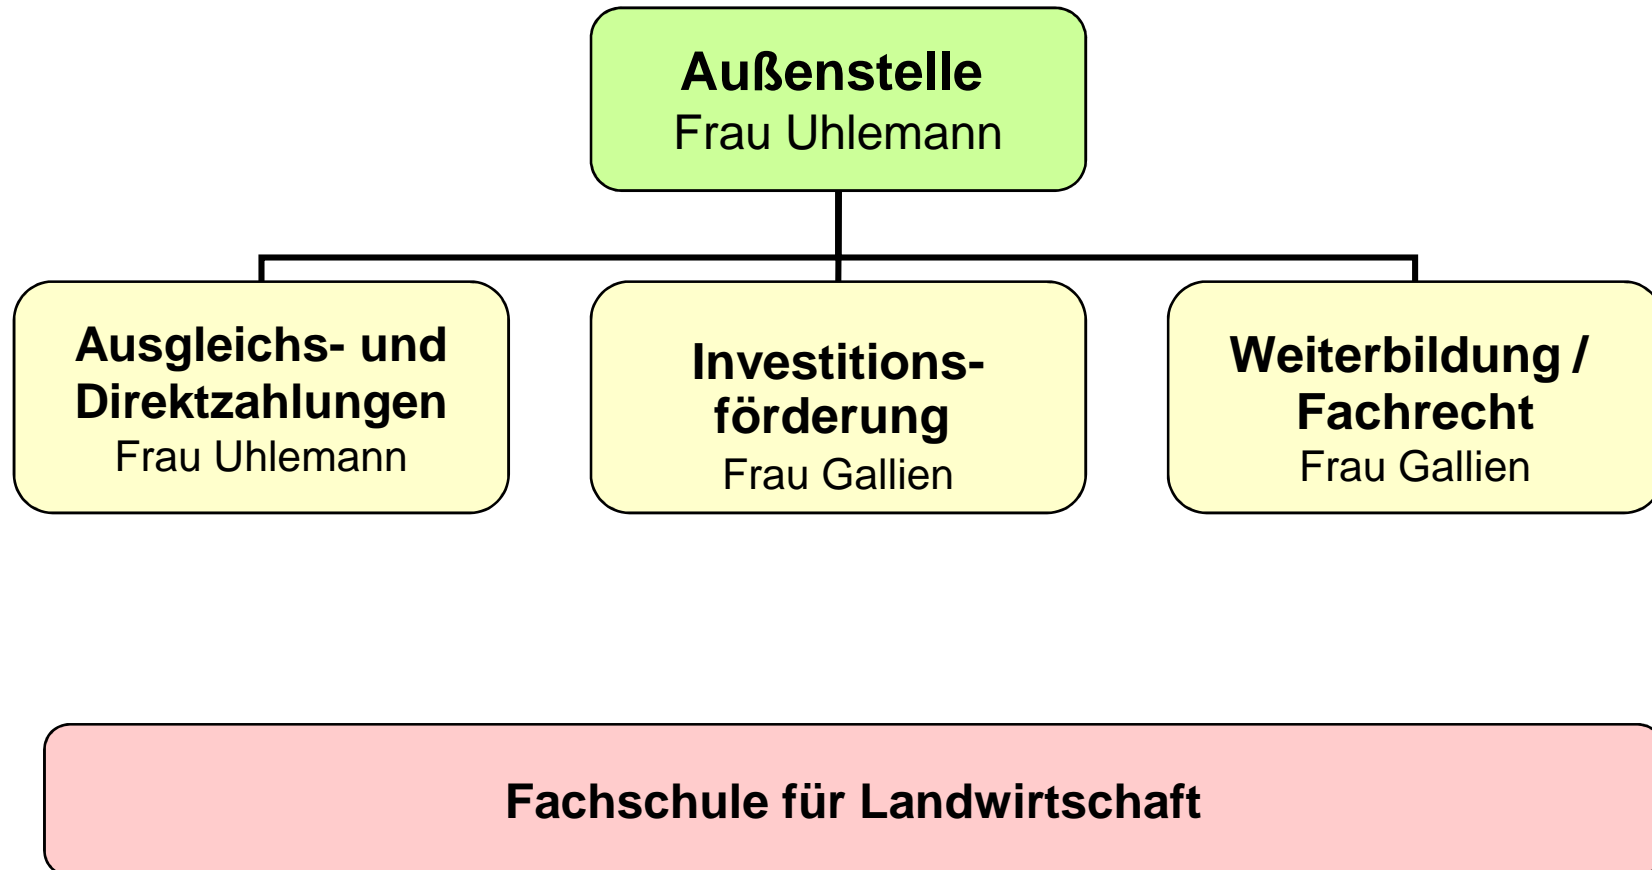 Außenstelle
Frau Uhlemann
Ausgleichs- und
Direktzahlungen
Frau Uhlemann
Investitions-
förderung
Frau Gallien
Weiterbildung /
Fachrecht
Frau Gallien
Fachschule für Landwirtschaft